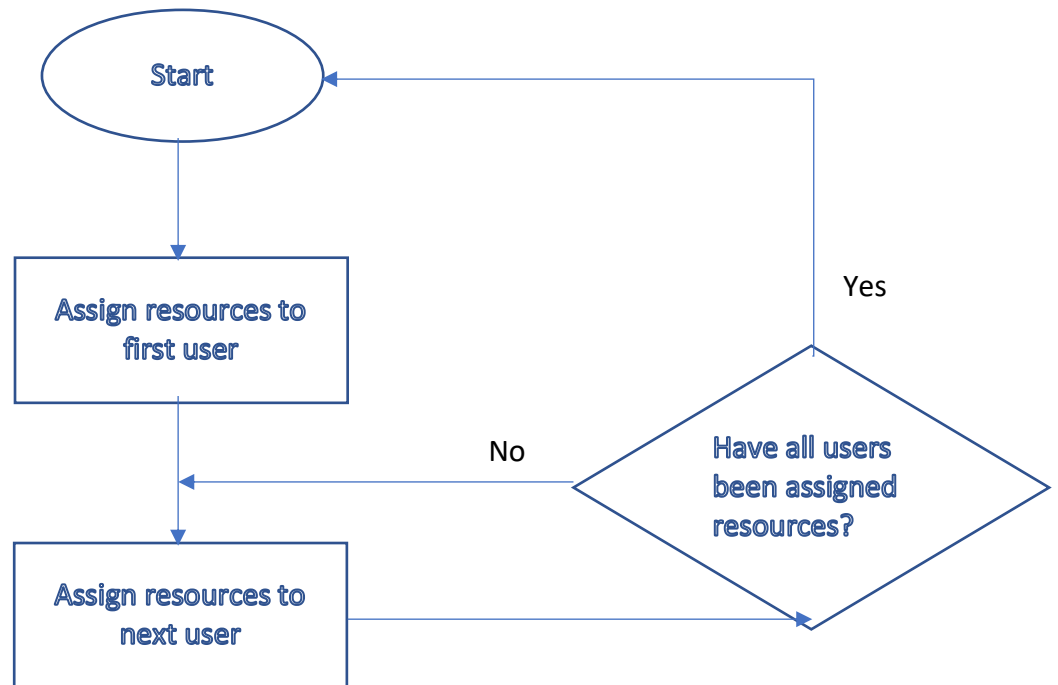 Start
Assign resources to
first user
Yes
No
Have all users
been assigned
resources?
Assign resources to
next user